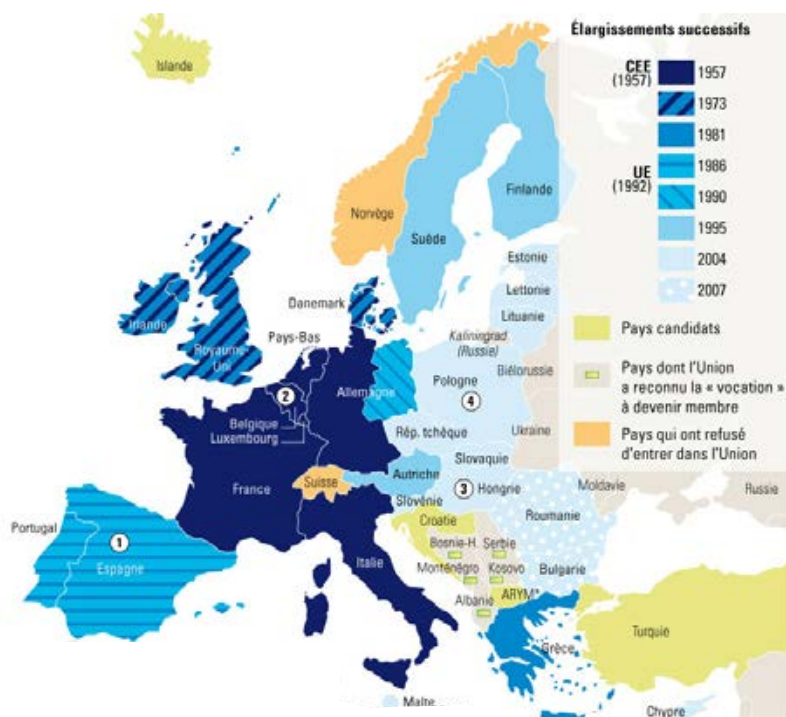 Élargissements successifs
CEE
(1957)
1957
1973
1981
UE
(1992)
1986
1990
1995
2004
2007
Pays candidats
Pays dont l'Union
a reconnu la « vocation »
à devenir membre
Pays qui ont refusé
d'entrer dans l'Union
Islande
Norvège
Suède
Finlande
Estonie
Lettonie
Lituanie
Kaliningrad
(Russie)
Biélorussie
Danemark
Irlande
Royaume-
Uni
Pays-Bas
Allemagne
Pologne
4
2
Belgique
Luxembourg
Rép. tchèque
Ukraine
Slovaquie
Autriche
3
Hongrie
Moldavie
Russie
France
Suisse
Slovénie
Roumanie
Croatie
Portugal
1
Espagne
Italie
Bosnie-H.
Serbie
Monténégro
Kosovo
Bulgarie
Albanie
ARYM*
Grèce
Turquie
Malte
Chypre